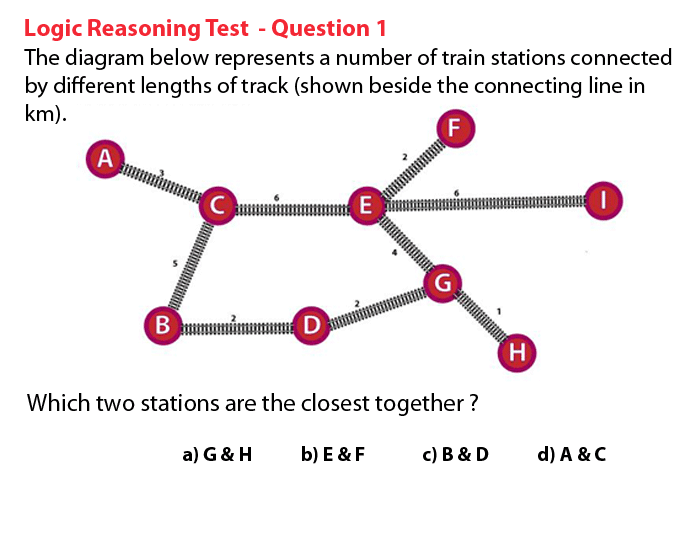 Logic Reasoning Test - Question 1
The diagram below represents a number of train stations connected
by different lengths of track (shown beside the connecting line in
km).
F
A
2
3
6
6
C
E
I
5
4
G
2
2
1
B
D
H
Which two stations are the closest together ?
a) G & H b) E & F c) B & D d) A & C